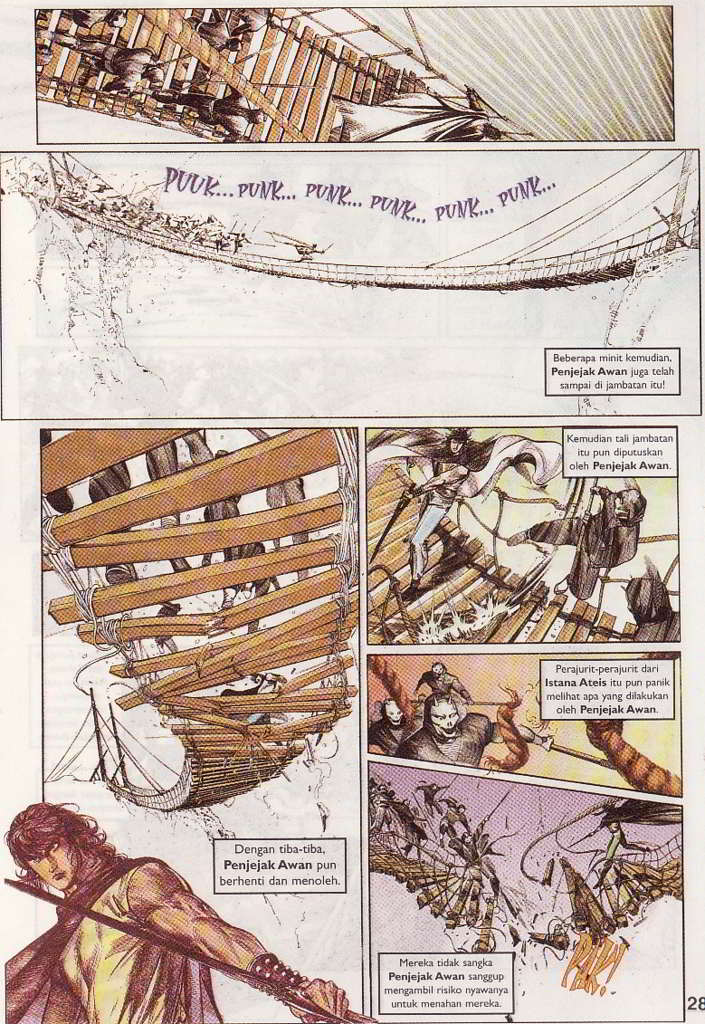 PUUK... PUNK... PUNK... PUNK... PUNK... PUNK...
Beberapa minit kemudian,
Penjejak Awan juga telah
sampai di jambatan itu!
Dengan tiba-tiba,
Penjejak Awan pun
berhenti dan menoleh.
Kemudian tali jambatan
itu pun diputuskan
oleh Penjejak Awan.
Perajurit-perajurit dari
Istana Ateis itu pun panik
melihat apa yang dilakukan
oleh Penjejak Awan.
Mereka tidak sangka
Penjejak Awan sanggup
mengambil risiko nyawanya
untuk menahan mereka.
28